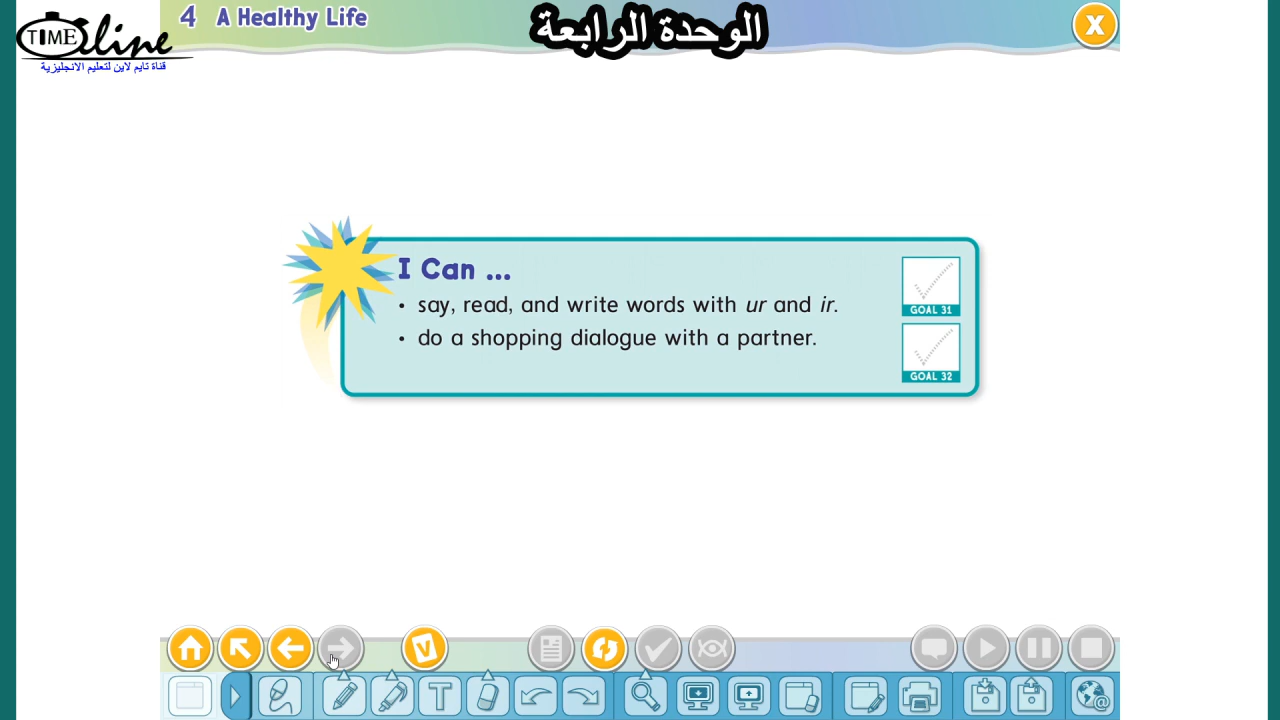 4 A Healthy Life
الوحدة الرابعة
X
TIME line
قناة تايم لاين لتعليم الانجليزية
I Can ...
• say, read, and write words with ur and ir.
GOAL 31
• do a shopping dialogue with a partner.
GOAL 32
V
T
@